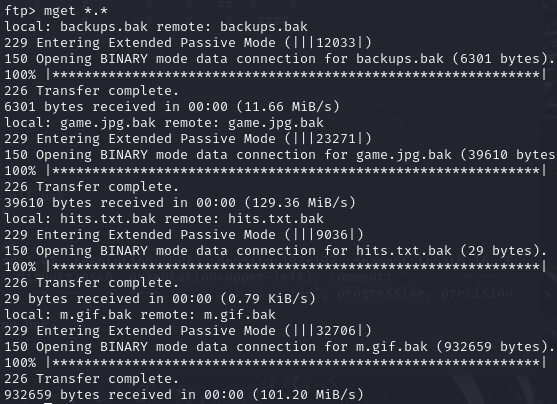 ftp> mget *.*
local: backups.bak remote: backups.bak
229 Entering Extended Passive Mode (|||12033|)
150 Opening BINARY mode data connection for backups.bak (6301 bytes).
100% |*************************************************************|
226 Transfer complete.
6301 bytes received in 00:00 (11.66 MiB/s)
local: game.jpg.bak remote: game.jpg.bak
229 Entering Extended Passive Mode (|||23271|)
150 Opening BINARY mode data connection for game.jpg.bak (39610 bytes
100% |*************************************************************|
226 Transfer complete.
39610 bytes received in 00:00 (129.36 MiB/s)
local: hits.txt.bak remote: hits.txt.bak
229 Entering Extended Passive Mode (|||9036|)
150 Opening BINARY mode data connection for hits.txt.bak (29 bytes).
100% |*************************************************************|
226 Transfer complete.
29 bytes received in 00:00 (0.79 KiB/s)
local: m.gif.bak remote: m.gif.bak
229 Entering Extended Passive Mode (|||32706|)
150 Opening BINARY mode data connection for m.gif.bak (932659 bytes).
100% |*************************************************************|
226 Transfer complete.
932659 bytes received in 00:00 (101.20 MiB/s)